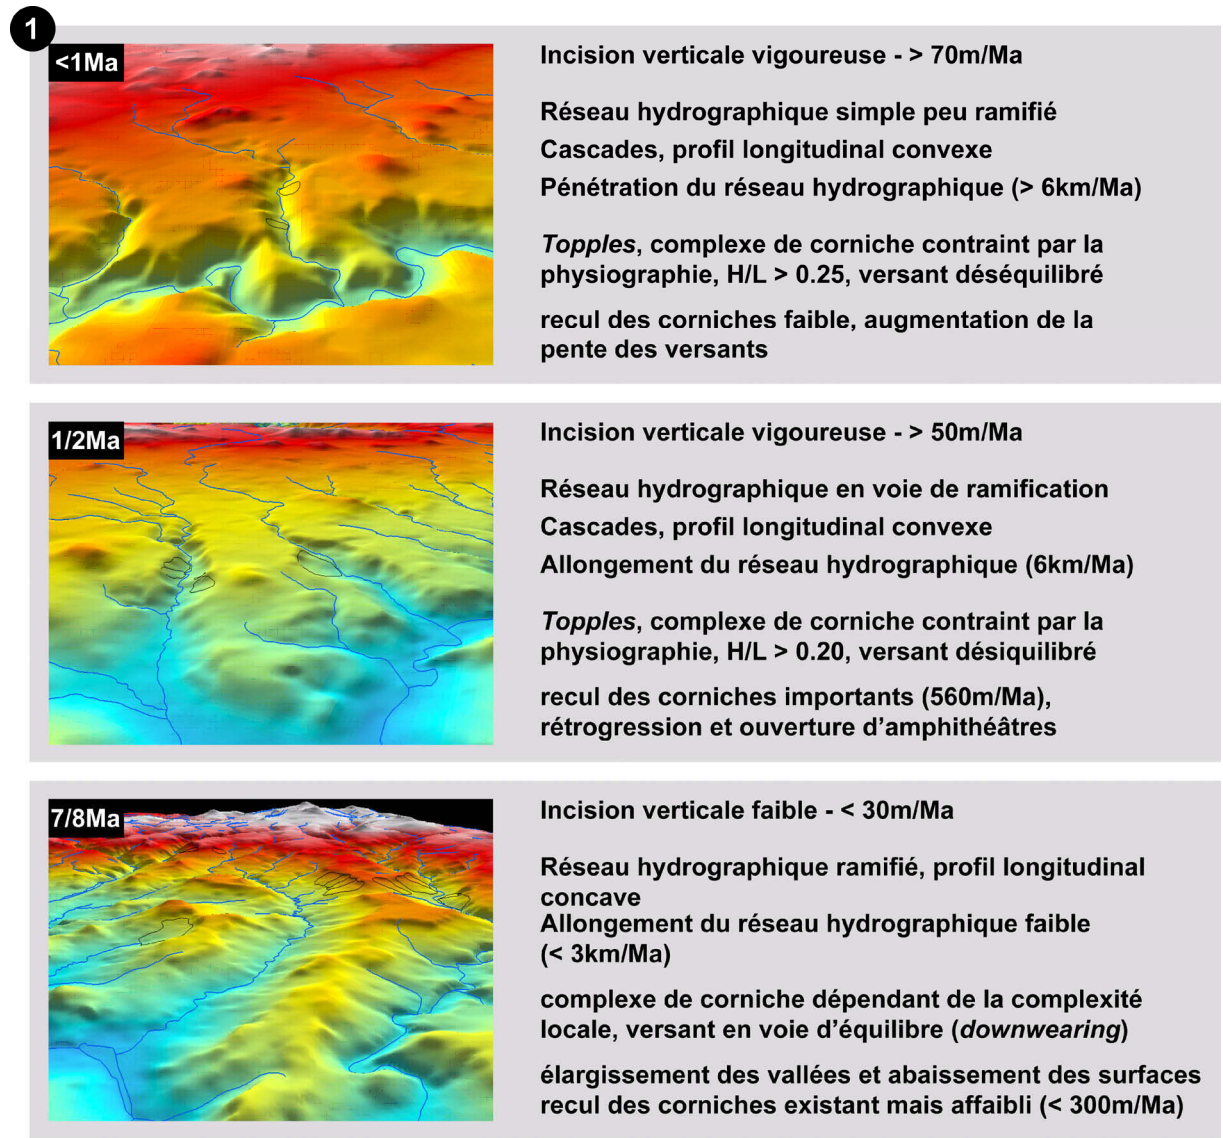 1
<1Ma
Incision verticale vigoureuse - > 70m/Ma
Réseau hydrographique simple peu ramifié
Cascades, profil longitudinal convexe
Pénétration du réseau hydrographique (> 6km/Ma)
Topples, complexe de corniche contraint par la
physiographie, H/L > 0.25, versant déséquilibré
recul des corniches faible, augmentation de la
pente des versants
1/2Ma
Incision verticale vigoureuse - > 50m/Ma
Réseau hydrographique en voie de ramification
Cascades, profil longitudinal convexe
Allongement du réseau hydrographique (6km/Ma)
Topples, complexe de corniche contraint par la
physiographie, H/L > 0.20, versant désiquilibré
recul des corniches importants (560m/Ma),
rétrogression et ouverture d’amphithéâtres
7/8Ma
Incision verticale faible - < 30m/Ma
Réseau hydrographique ramifié, profil longitudinal
concave
Allongement du réseau hydrographique faible
(< 3km/Ma)
complexe de corniche dépendant de la complexité
locale, versant en voie d’équilibre (downwearing)
élargissement des vallées et abaissement des surfaces
recul des corniches existant mais affaibli (< 300m/Ma)